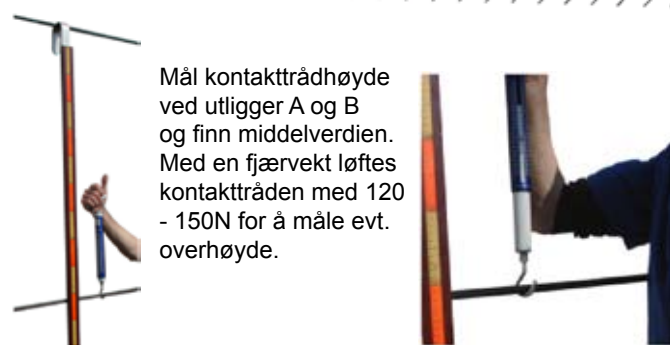 Mål kontakttrådhøyde
ved utligger A og B
og finn middelverdien.
Med en fjærvekt løftes
kontakttråden med 120
- 150N for å måle evt.
overhøyde.